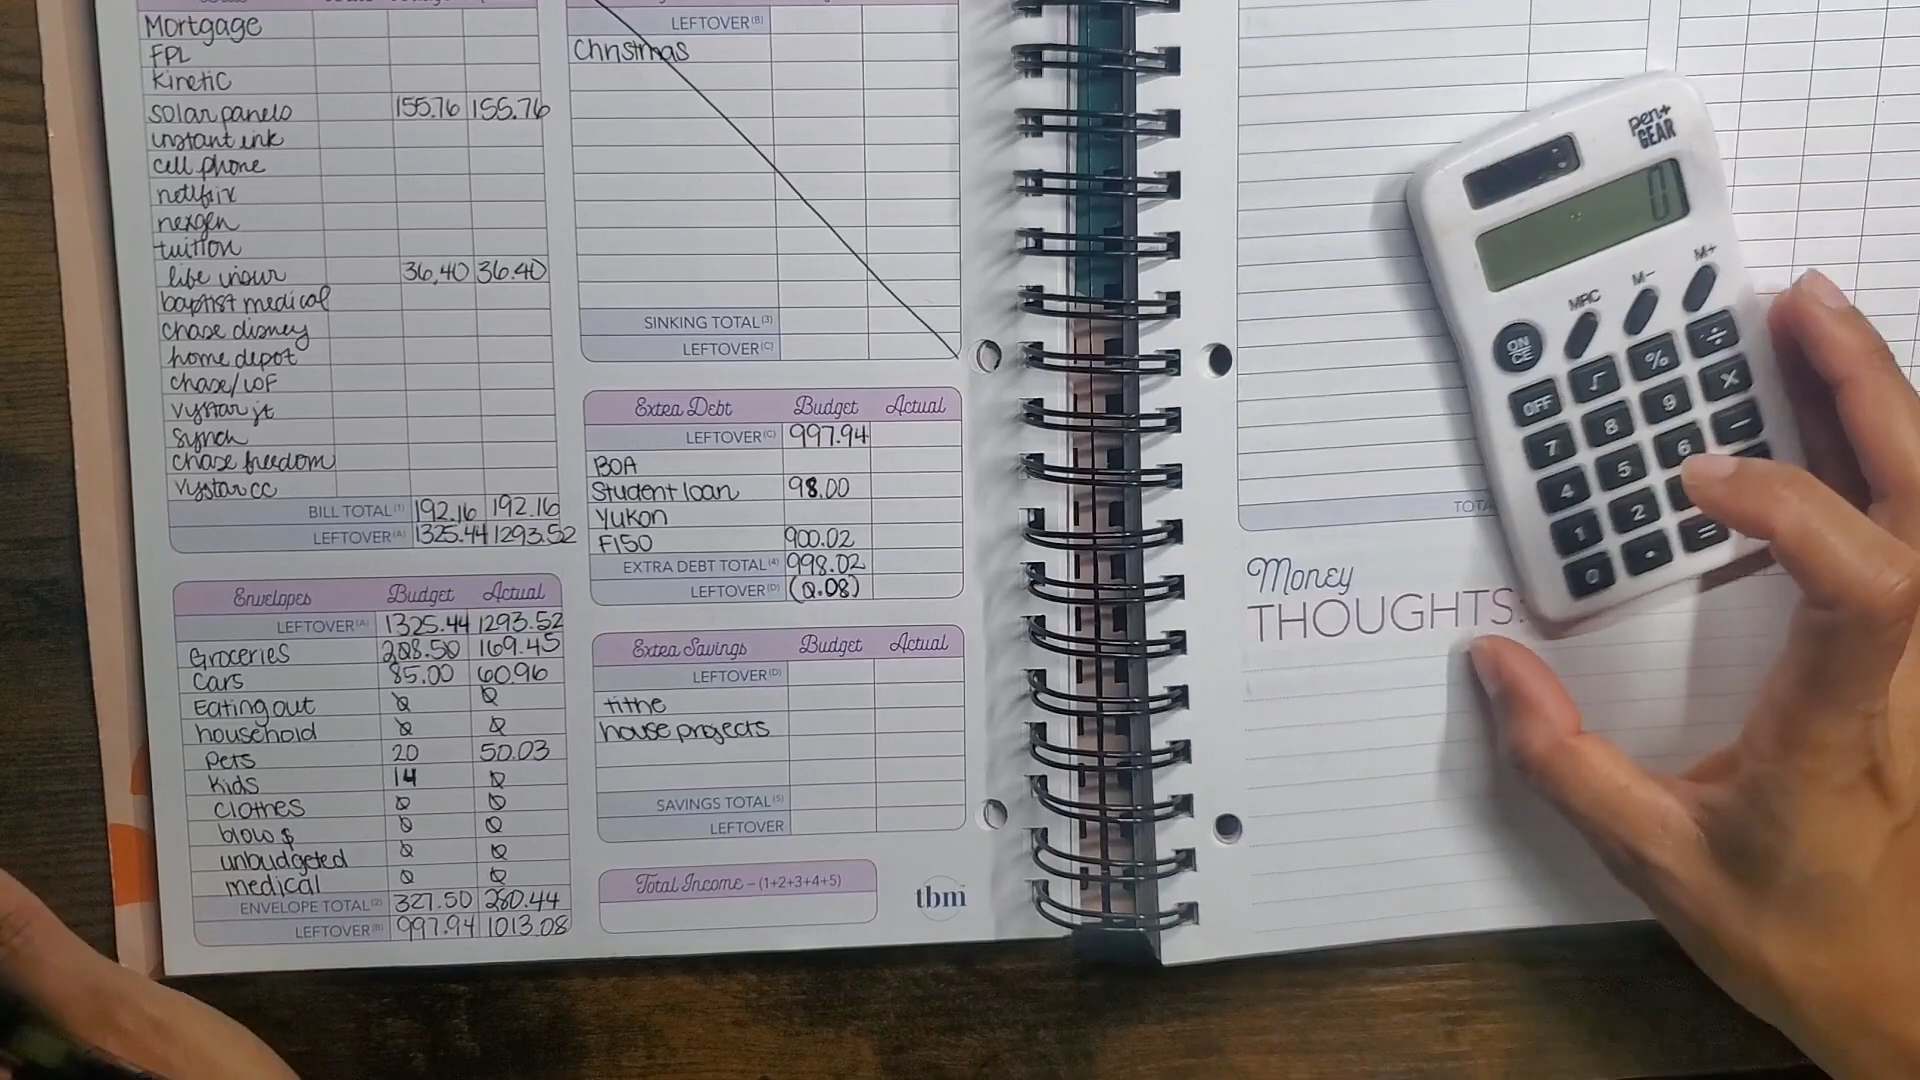 Mortgage
FPL
Kinetic
solar panels 155.76 155.76
instant ink
cell phone
netflix
nexgen
tuition
life insur 36.40 36.40
baptist medical
chase disney
home depot
chase/WF
vystar jt
synch
chase freedom
vystar cc
BILL TOTAL (1) 192.16 192.16
LEFTOVER (A) 1325.44 1293.52
Envelopes Budget Actual
LEFTOVER (A) 1325.44 1293.52
Groceries 208.50 169.45
Cars 85.00 60.96
Eating out 0 0
household 0 0
Pets 20 50.03
Kids 14 0
Clothes 0 0
blow $ 0 0
unbudgeted 0 0
medical 0 0
ENVELOPE TOTAL (2) 327.50 280.44
LEFTOVER (B) 997.94 1013.08
LEFTOVER (B)
Christmas
SINKING TOTAL (3)
LEFTOVER (C)
Extra Debt Budget Actual
LEFTOVER (C) 997.94
BOA
Student loan 98.00
Yukon
F150 900.02
EXTRA DEBT TOTAL (4) 998.02
LEFTOVER (D) (0.08)
Extra Savings Budget Actual
LEFTOVER (D)
tithe
house projects
SAVINGS TOTAL (5)
LEFTOVER
Total Income – (1+2+3+4+5)
tbm
Money
THOUGHTS:
pen+
GEAR
0
MRC M- M+
ON
CE
OFF √ % ÷
7 8 9 ×
4 5 6 −
1 2
0 . =